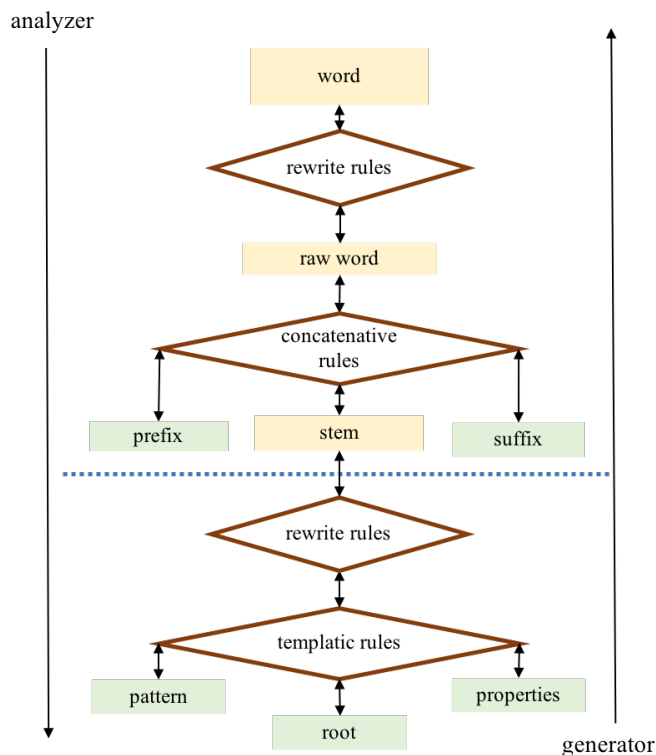 analyzer
word
rewrite rules
raw word
concatenative
rules
prefix
stem
suffix
rewrite rules
templatic rules
pattern
properties
root
generator